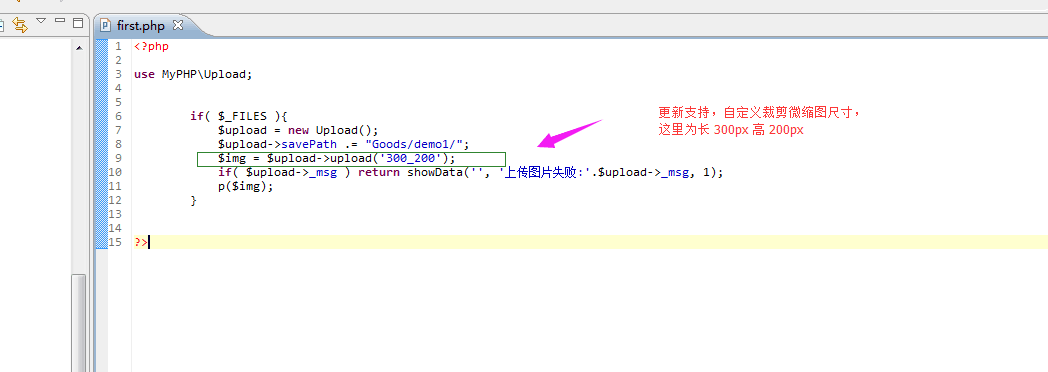 first.php
1 <?php
2
3 use MyPHP\Upload;
4
5
6 if( $_FILES ){
7 $upload = new Upload();
8 $upload->savePath .= "Goods/demo1/";
9 $img = $upload->upload('300_200');
10 if( $upload->_msg ) return showData('', '上传图片失败:'.$upload->_msg, 1);
11 p($img);
12 }
13
14
15 ?>
更新支持，自定义裁剪微缩图尺寸，
这里为长 300px 高 200px